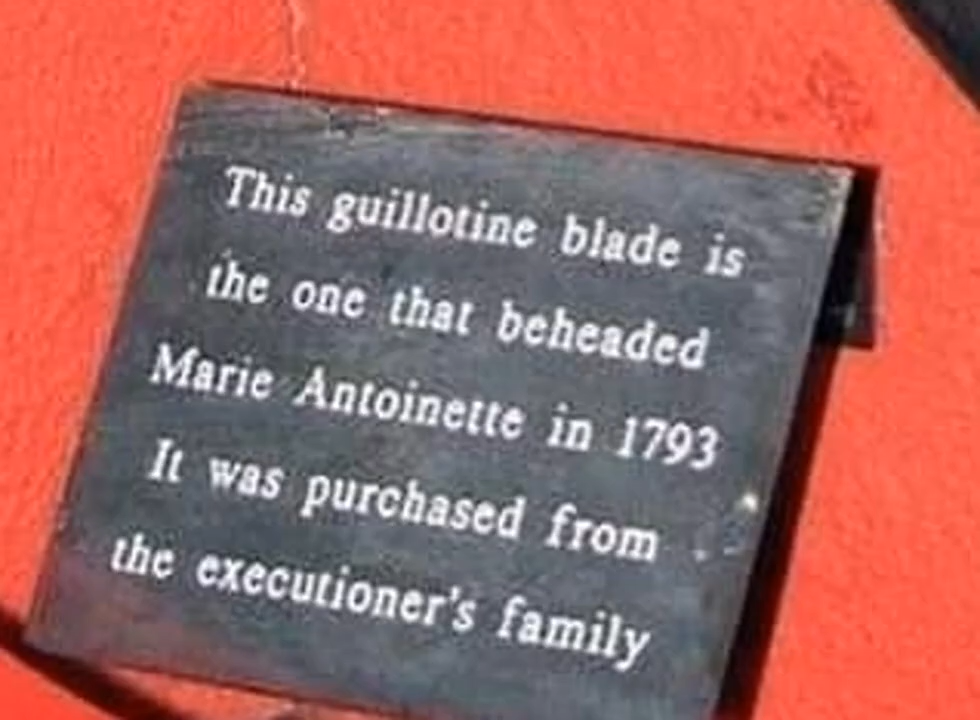 This guillotine blade is
the one that beheaded
Marie Antoinette in 1793
It was purchased from
the executioner's family